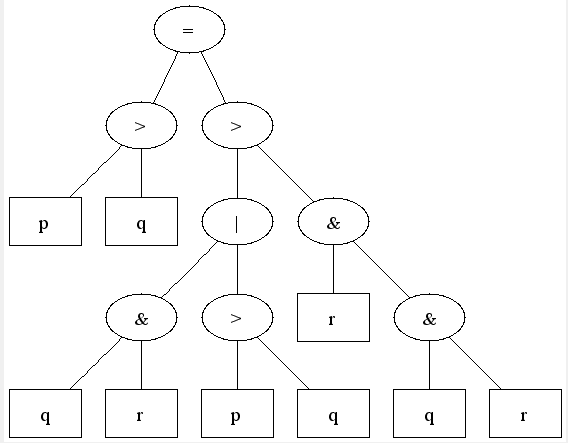 =
> >
p q | &
& > r &
q r p q q r